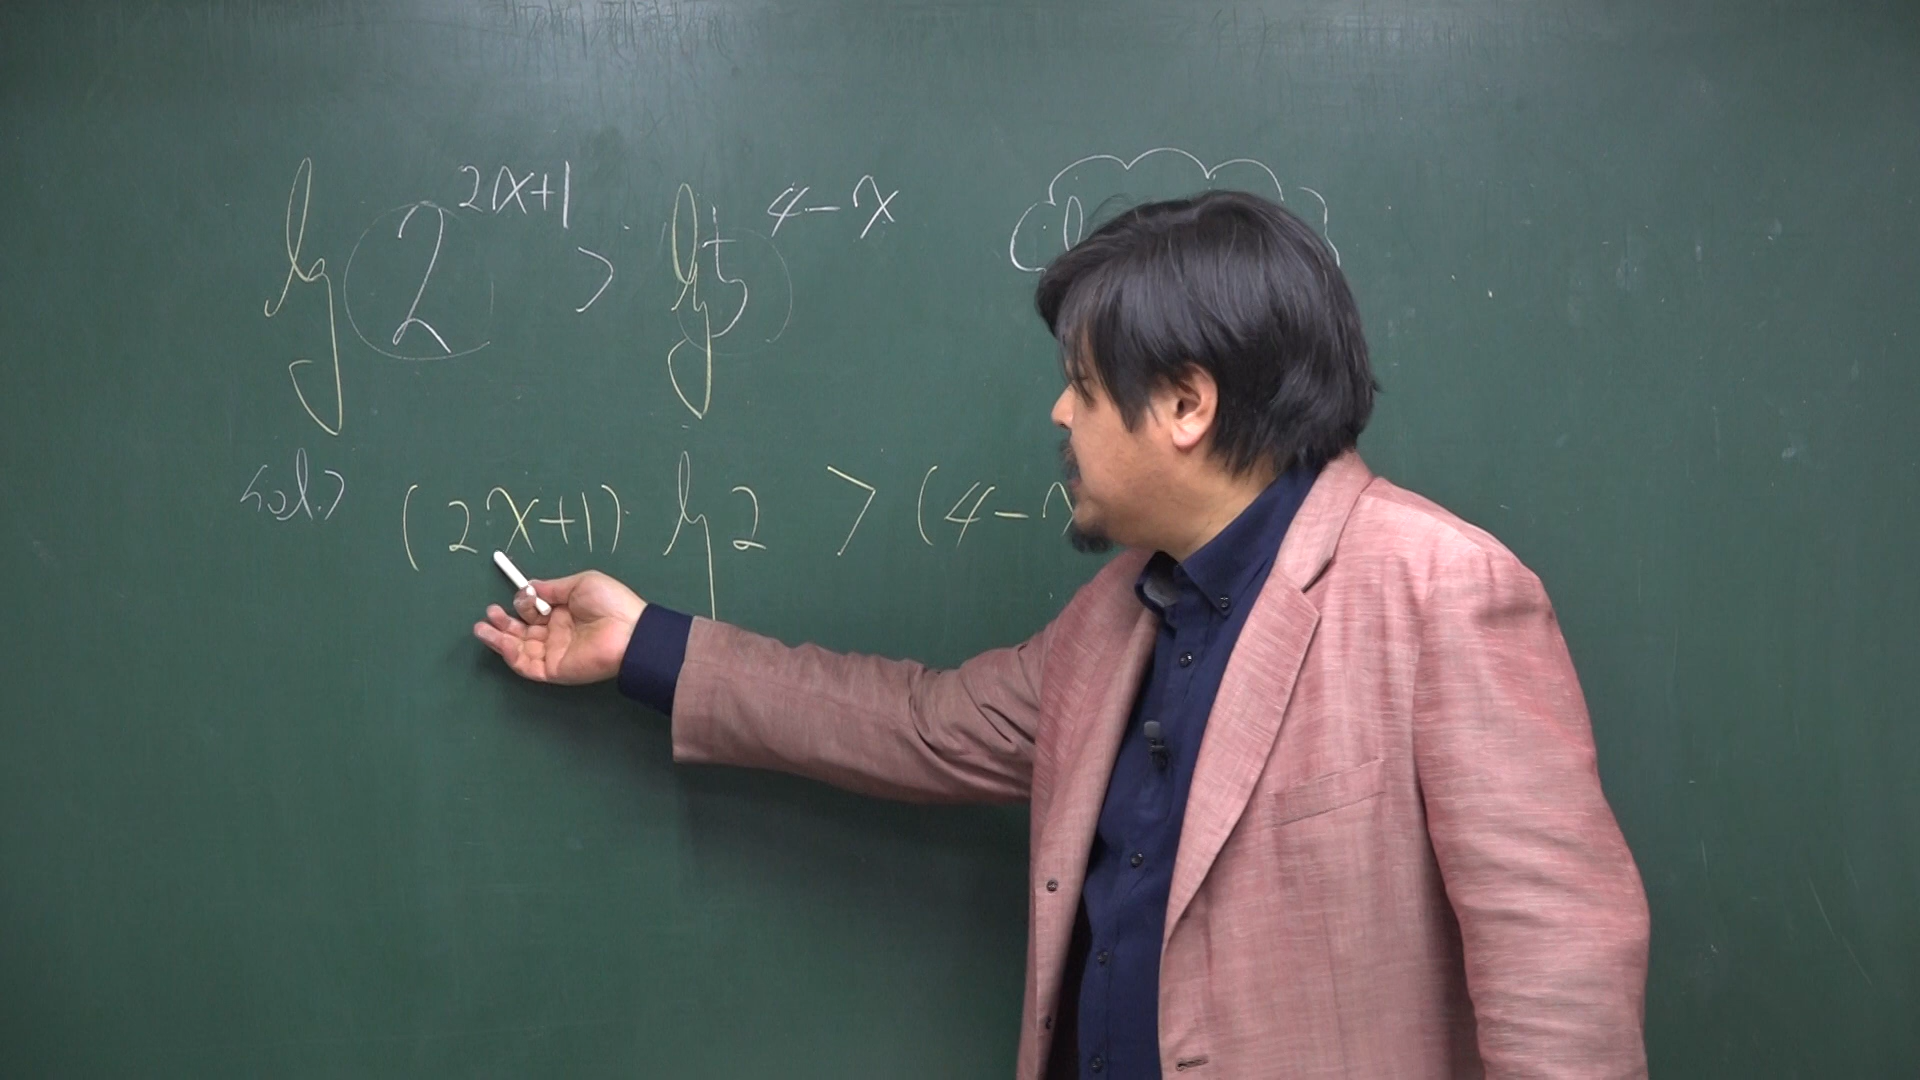 lg 2^{2x+1} > lg 5^{4-x}
sol.> (2x+1) lg 2 > (4-x